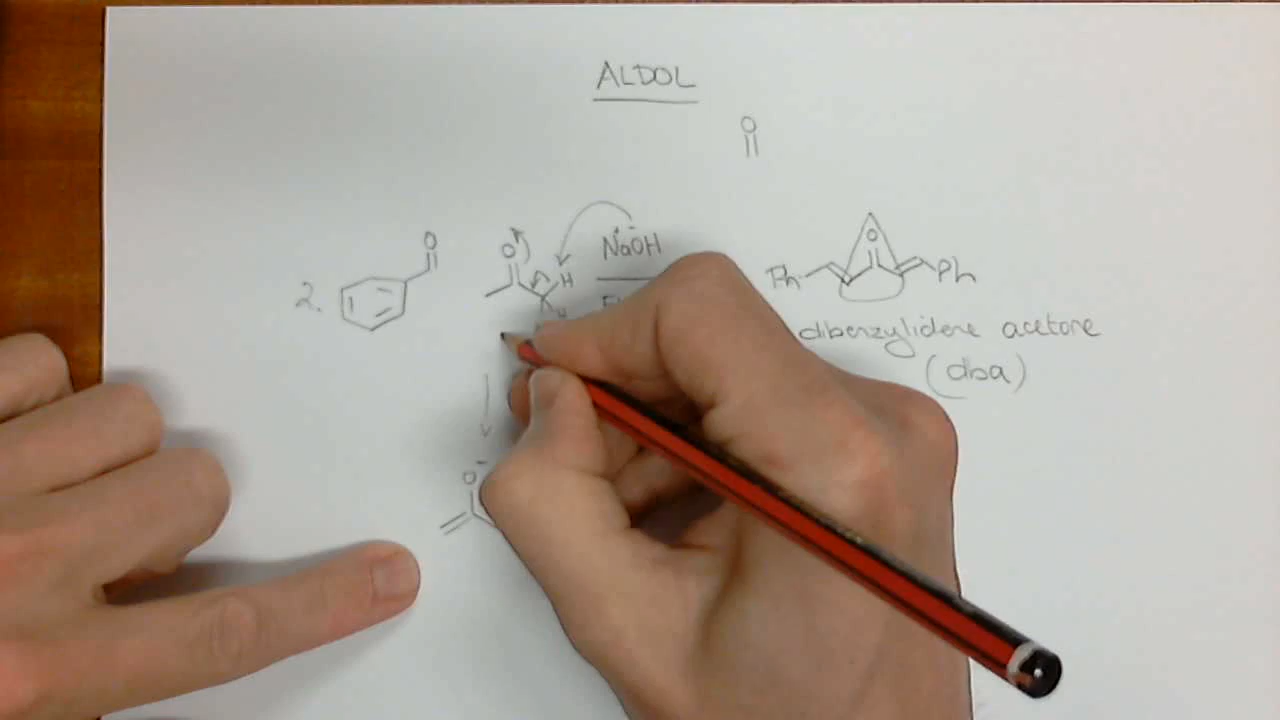 ALDOL
O
O O NaOH O
2. H Ph Ph
dibenzylidene acetone
(dba)
O⁻